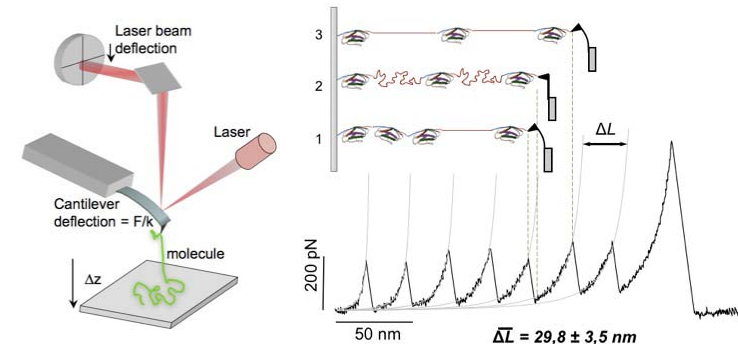 Laser beam
deflection
Laser
Cantilever
deflection = F/k
molecule
Δz
3
2
1
ΔL
200 pN
50 nm
ΔL̅ = 29,8 ± 3,5 nm